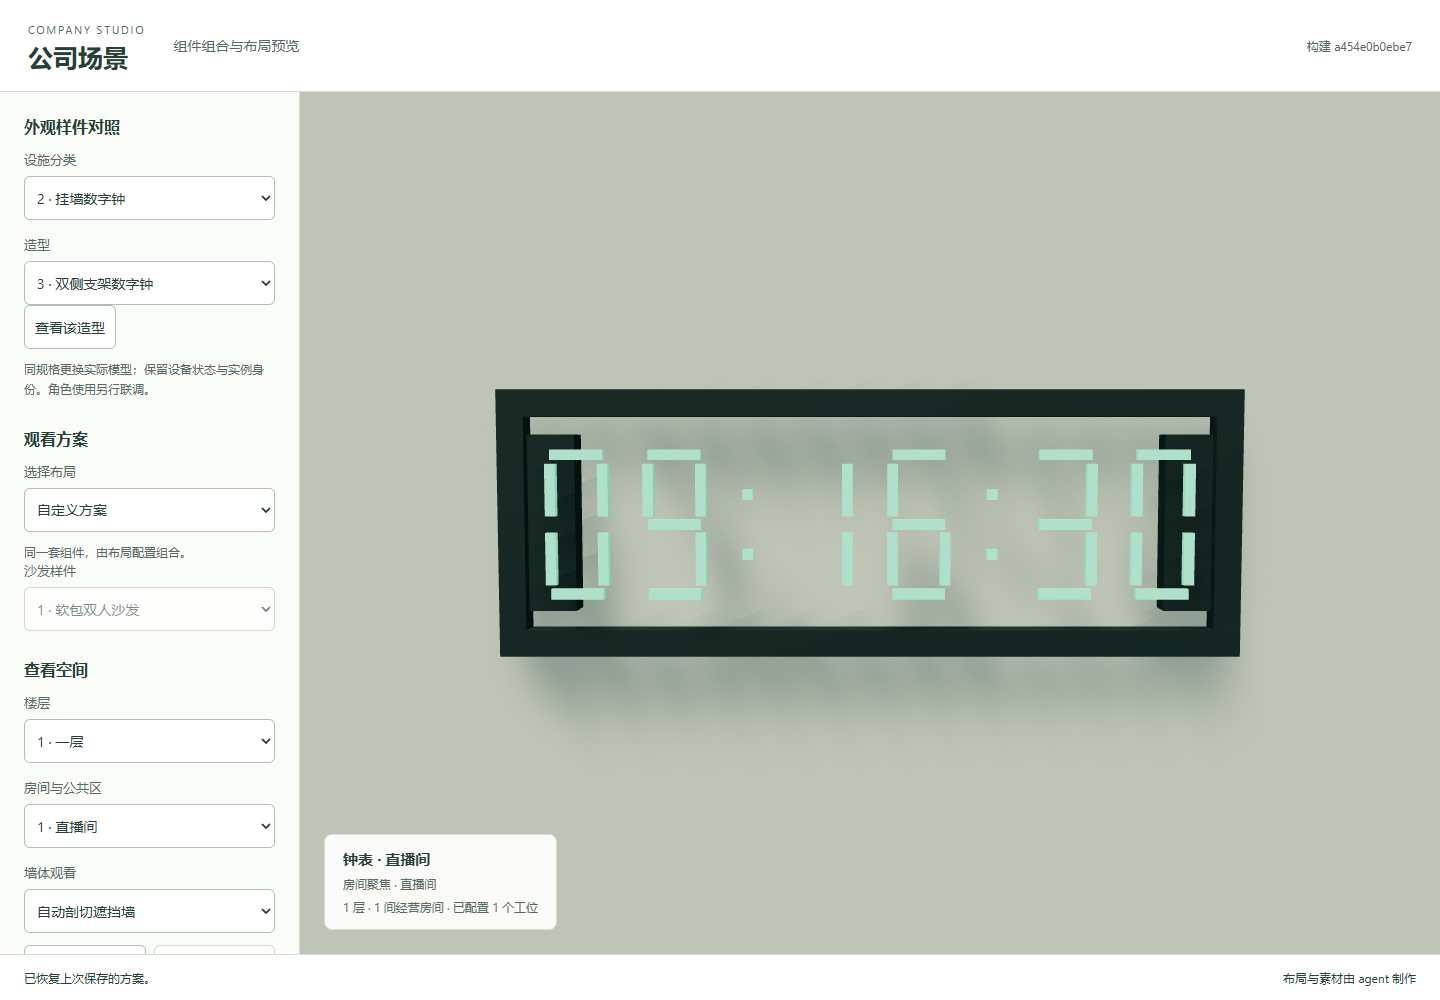 COMPANY STUDIO
公司场景
组件组合与布局预览
构建 a454e0b0ebe7
外观样件对照
设施分类
2 · 挂墙数字钟
造型
3 · 双侧支架数字钟
查看该造型
同规格更换实际模型；保留设备状态与实例身
份。角色使用另行联调。
观看方案
选择布局
自定义方案
同一套组件，由布局配置组合。
沙发样件
1 · 软包双人沙发
查看空间
楼层
1 · 一层
房间与公共区
1 · 直播间
墙体观看
自动剖切遮挡墙
09:16:30
钟表 · 直播间
房间聚焦 · 直播间
1 层 · 1 间经营房间 · 已配置 1 个工位
已恢复上次保存的方案。
布局与素材由 agent 制作